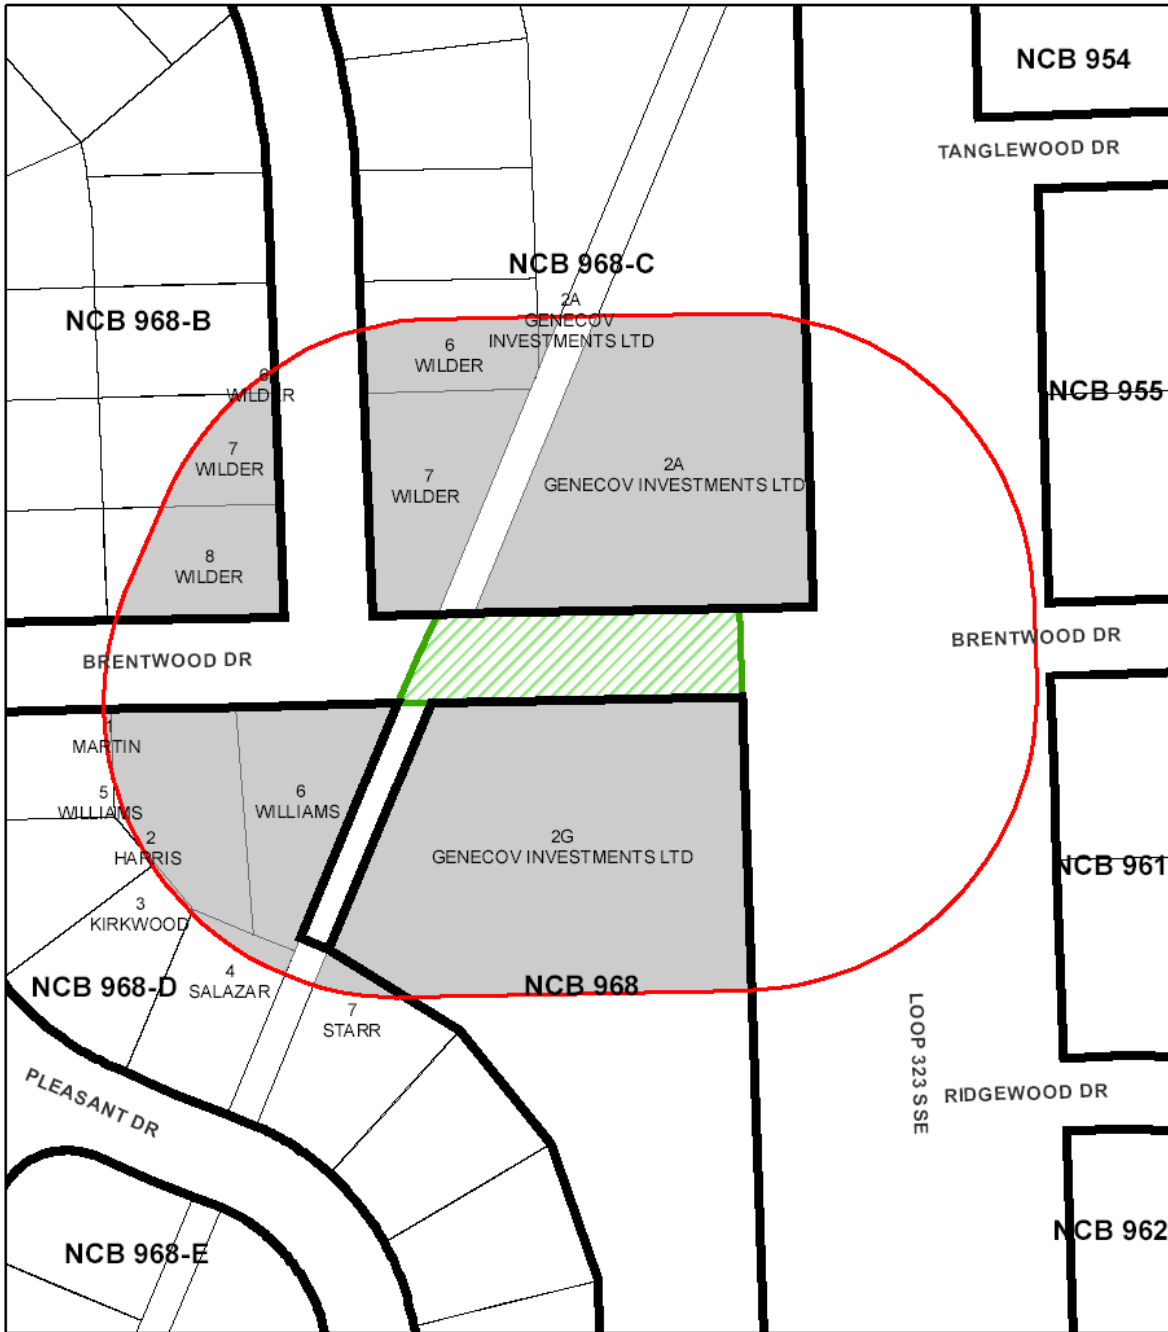 NCB 954
TANGLEWOOD DR
NCB 968-C
2A
GENECOV
INVESTMENTS LTD
NCB 968-B
6
WILDER
6
WILDER
NCB 955
7
WILDER
7
WILDER
2A
GENECOV INVESTMENTS LTD
8
WILDER
BRENTWOOD DR
BRENTWOOD DR
1
MARTIN
5
WILLIAMS
6
WILLIAMS
2
HARRIS
2G
GENECOV INVESTMENTS LTD
NCB 961
3
KIRKWOOD
NCB 968-D
4
SALAZAR
NCB 968
7
STARR
LOOP 323 SSE
RIDGEWOOD DR
PLEASANT DR
NCB 968-E
NCB 962